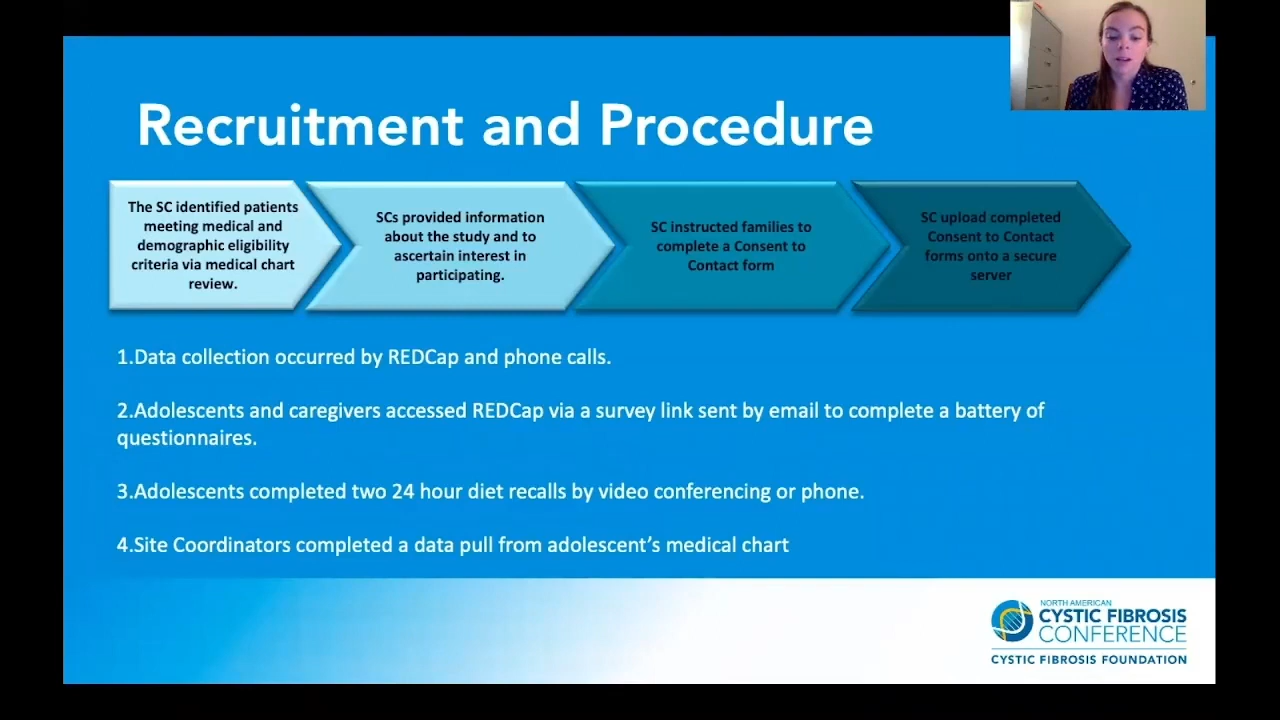 Recruitment and Procedure
The SC identified patients
meeting medical and
demographic eligibility
criteria via medical chart
review.
SCs provided information
about the study and to
ascertain interest in
participating.
SC instructed families to
complete a Consent to
Contact form
SC upload completed
Consent to Contact
forms onto a secure
server
1.Data collection occurred by REDCap and phone calls.
2.Adolescents and caregivers accessed REDCap via a survey link sent by email to complete a battery of
questionnaires.
3.Adolescents completed two 24 hour diet recalls by video conferencing or phone.
4.Site Coordinators completed a data pull from adolescent’s medical chart
NORTH AMERICAN
CYSTIC FIBROSIS
CONFERENCE
CYSTIC FIBROSIS FOUNDATION